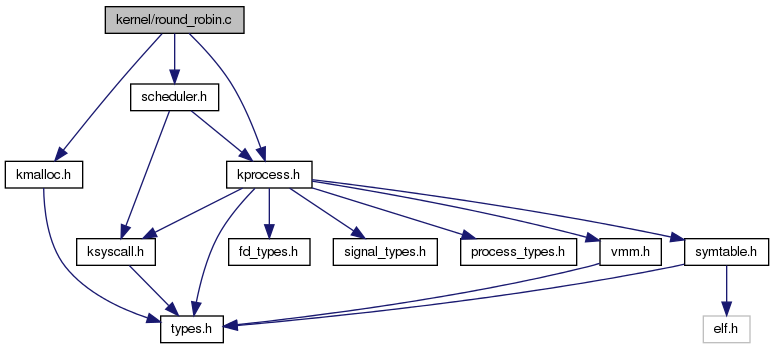 kernel/round_robin.c
scheduler.h
kmalloc.h
kprocess.h
ksyscall.h
fd_types.h
signal_types.h
process_types.h
vmm.h
symtable.h
types.h
elf.h